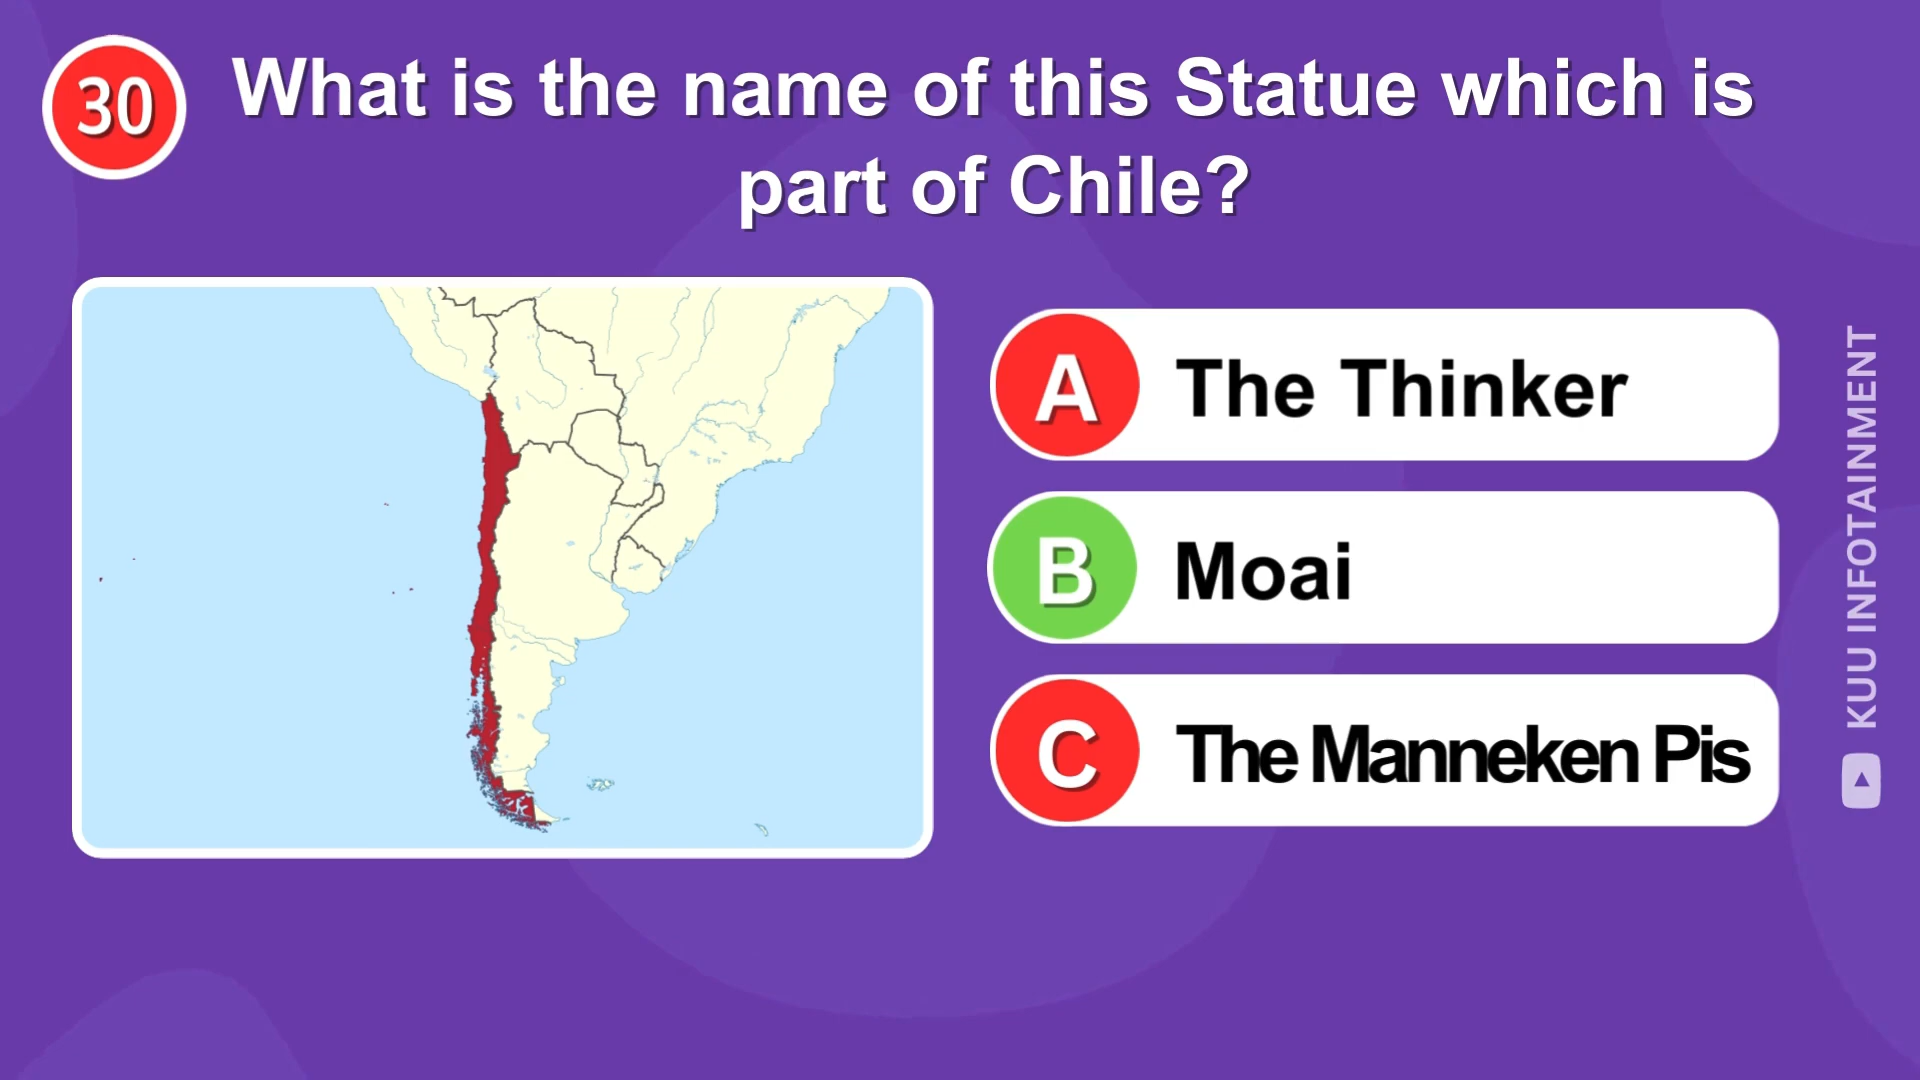 30
What is the name of this Statue which is
part of Chile?
A The Thinker
B Moai
C The Manneken Pis
KUU INFOTAINMENT